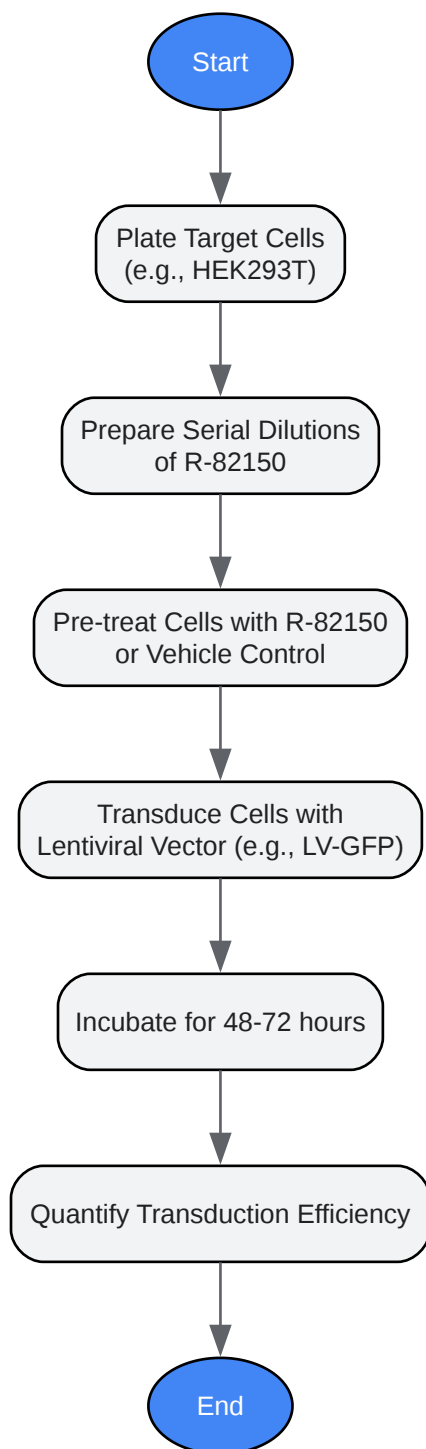 Start
Plate Target Cells
(e.g., HEK293T)
Prepare Serial Dilutions
of R-82150
Pre-treat Cells with R-82150
or Vehicle Control
Transduce Cells with
Lentiviral Vector (e.g., LV-GFP)
Incubate for 48-72 hours
Quantify Transduction Efficiency
End